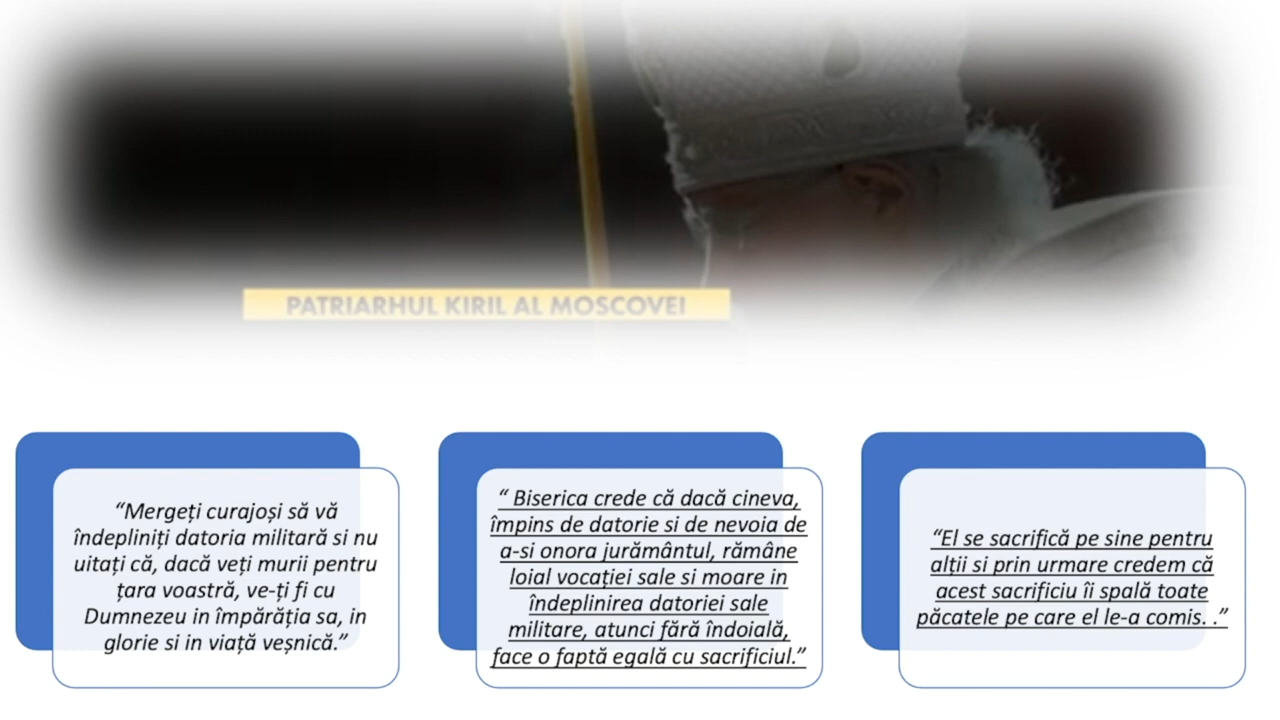 PATRIARHUL KIRIL AL MOSCOVEI
“Mergeți curajoși să vă
îndepliniți datoria militară si nu
uitați că, dacă veți murii pentru
țara voastră, ve-ți fi cu
Dumnezeu in împărăția sa, in
glorie si in viață veșnică.”
“ Biserica crede că dacă cineva,
împins de datorie si de nevoia de
a-si onora jurământul, rămâne
loial vocației sale si moare in
îndeplinirea datoriei sale
militare, atunci fără îndoială,
face o faptă egală cu sacrificiul.”
“El se sacrifică pe sine pentru
alții si prin urmare credem că
acest sacrificiu îi spală toate
păcatele pe care el le-a comis. .”